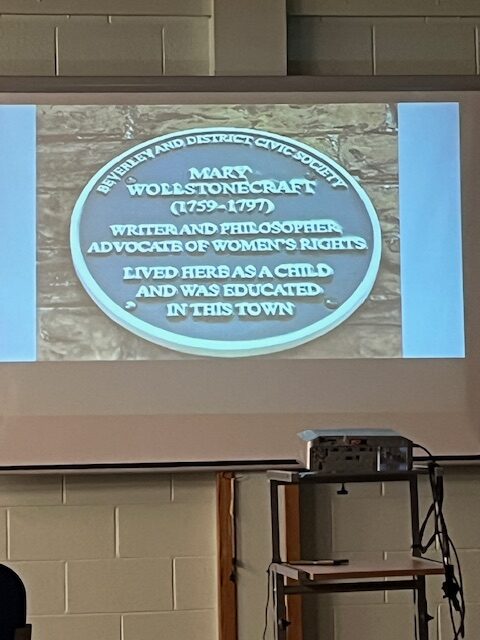 BEVERLEY AND DISTRICT CIVIC SOCIETY
MARY
WOLLSTONECRAFT
(1759-1797)
WRITER AND PHILOSOPHER
ADVOCATE OF WOMEN'S RIGHTS
LIVED HERE AS A CHILD
AND WAS EDUCATED
IN THIS TOWN